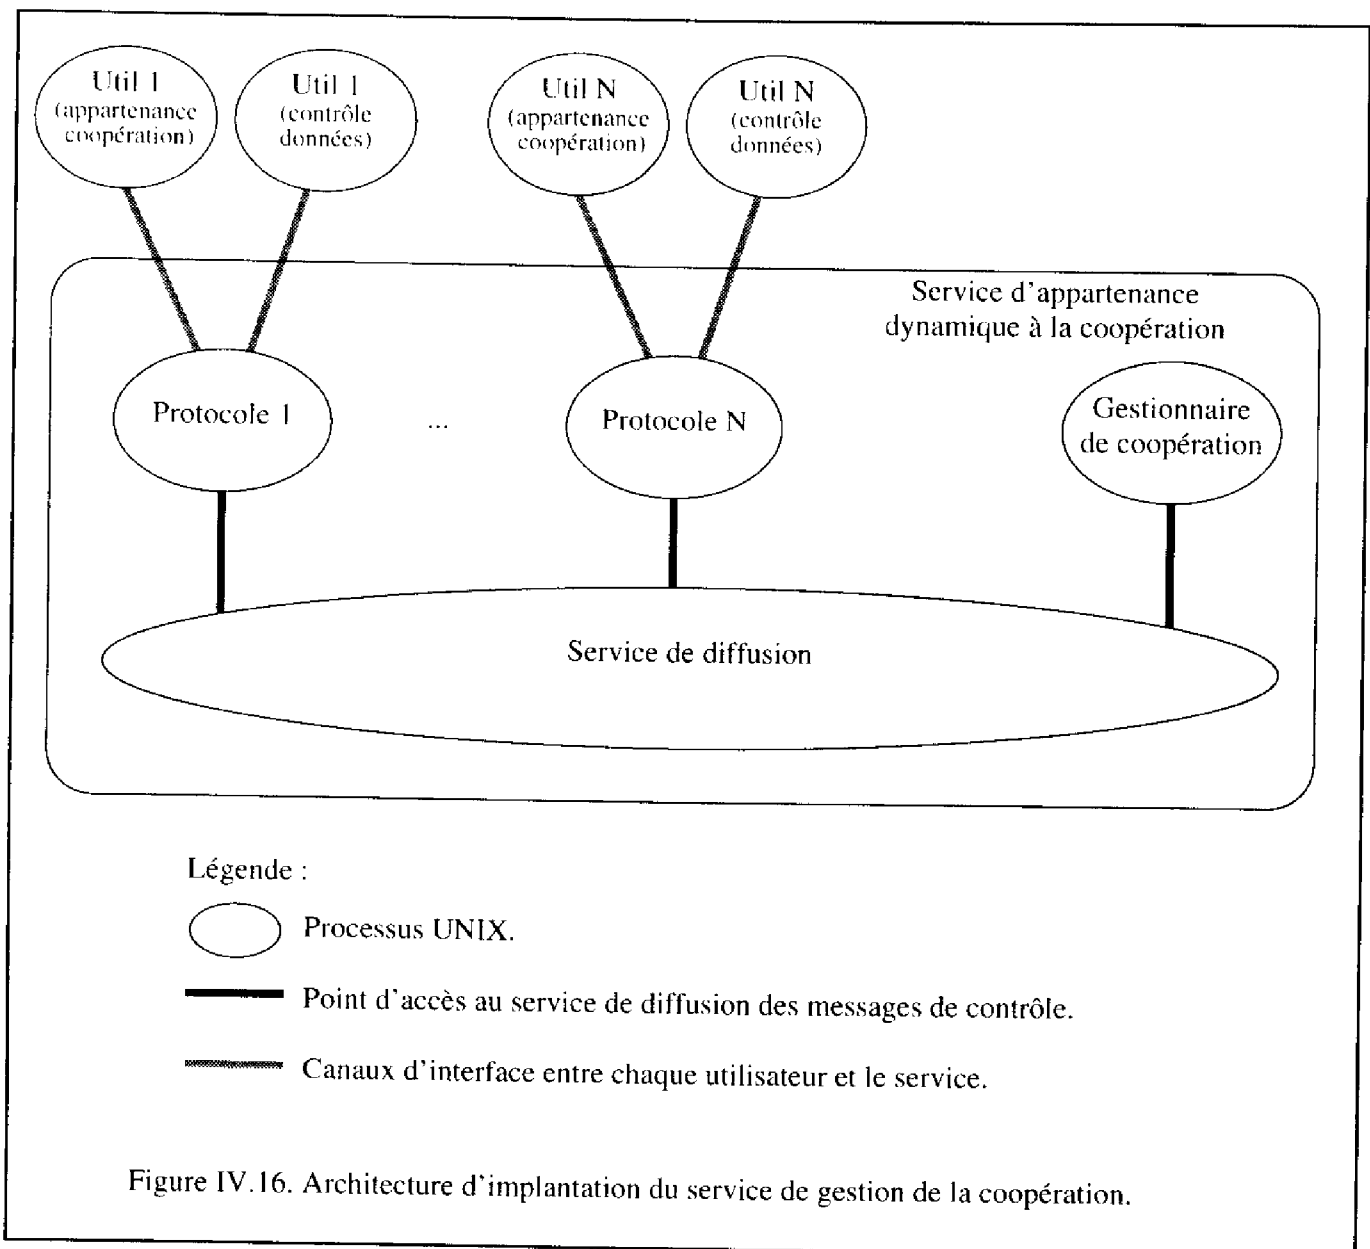 Util 1
(appartenance
coopération)
Util 1
(contrôle
données)
Util N
(appartenance
coopération)
Util N
(contrôle
données)
Service d'appartenance
dynamique à la coopération
Protocole 1
...
Protocole N
Gestionnaire
de coopération
Service de diffusion
Légende :
Processus UNIX.
Point d'accès au service de diffusion des messages de contrôle.
Canaux d'interface entre chaque utilisateur et le service.
Figure IV.16. Architecture d'implantation du service de gestion de la coopération.